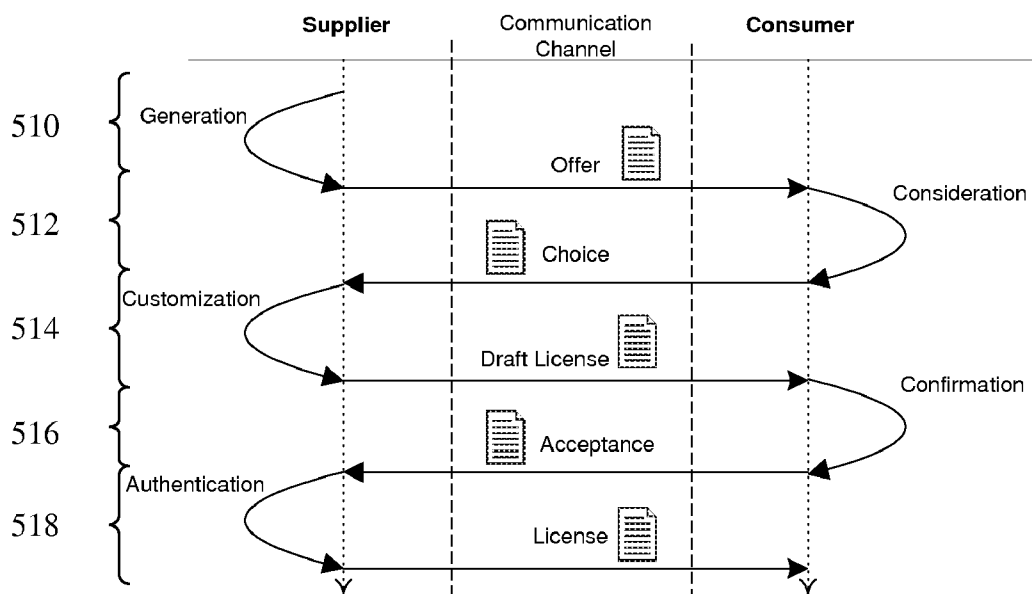 Supplier
Communication
Channel
Consumer
510
Generation
Offer
Consideration
512
Choice
Customization
514
Draft License
Confirmation
516
Acceptance
Authentication
518
License